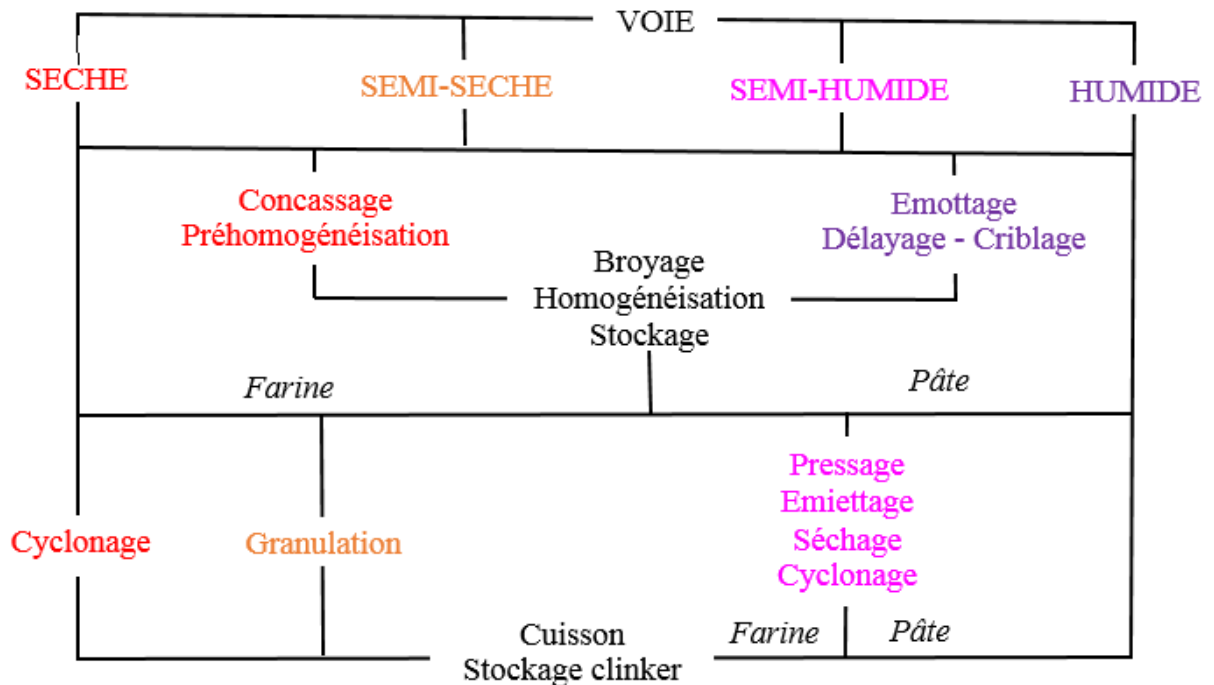 VOIE
SECHE
SEMI-SECHE
SEMI-HUMIDE
HUMIDE
Concassage
Préhomogénéisation
Emottage
Délayage - Criblage
Broyage
Homogénéisation
Stockage
Farine
Pâte
Cyclonage
Granulation
Pressage
Emiettage
Séchage
Cyclonage
Farine
Pâte
Cuisson
Stockage clinker